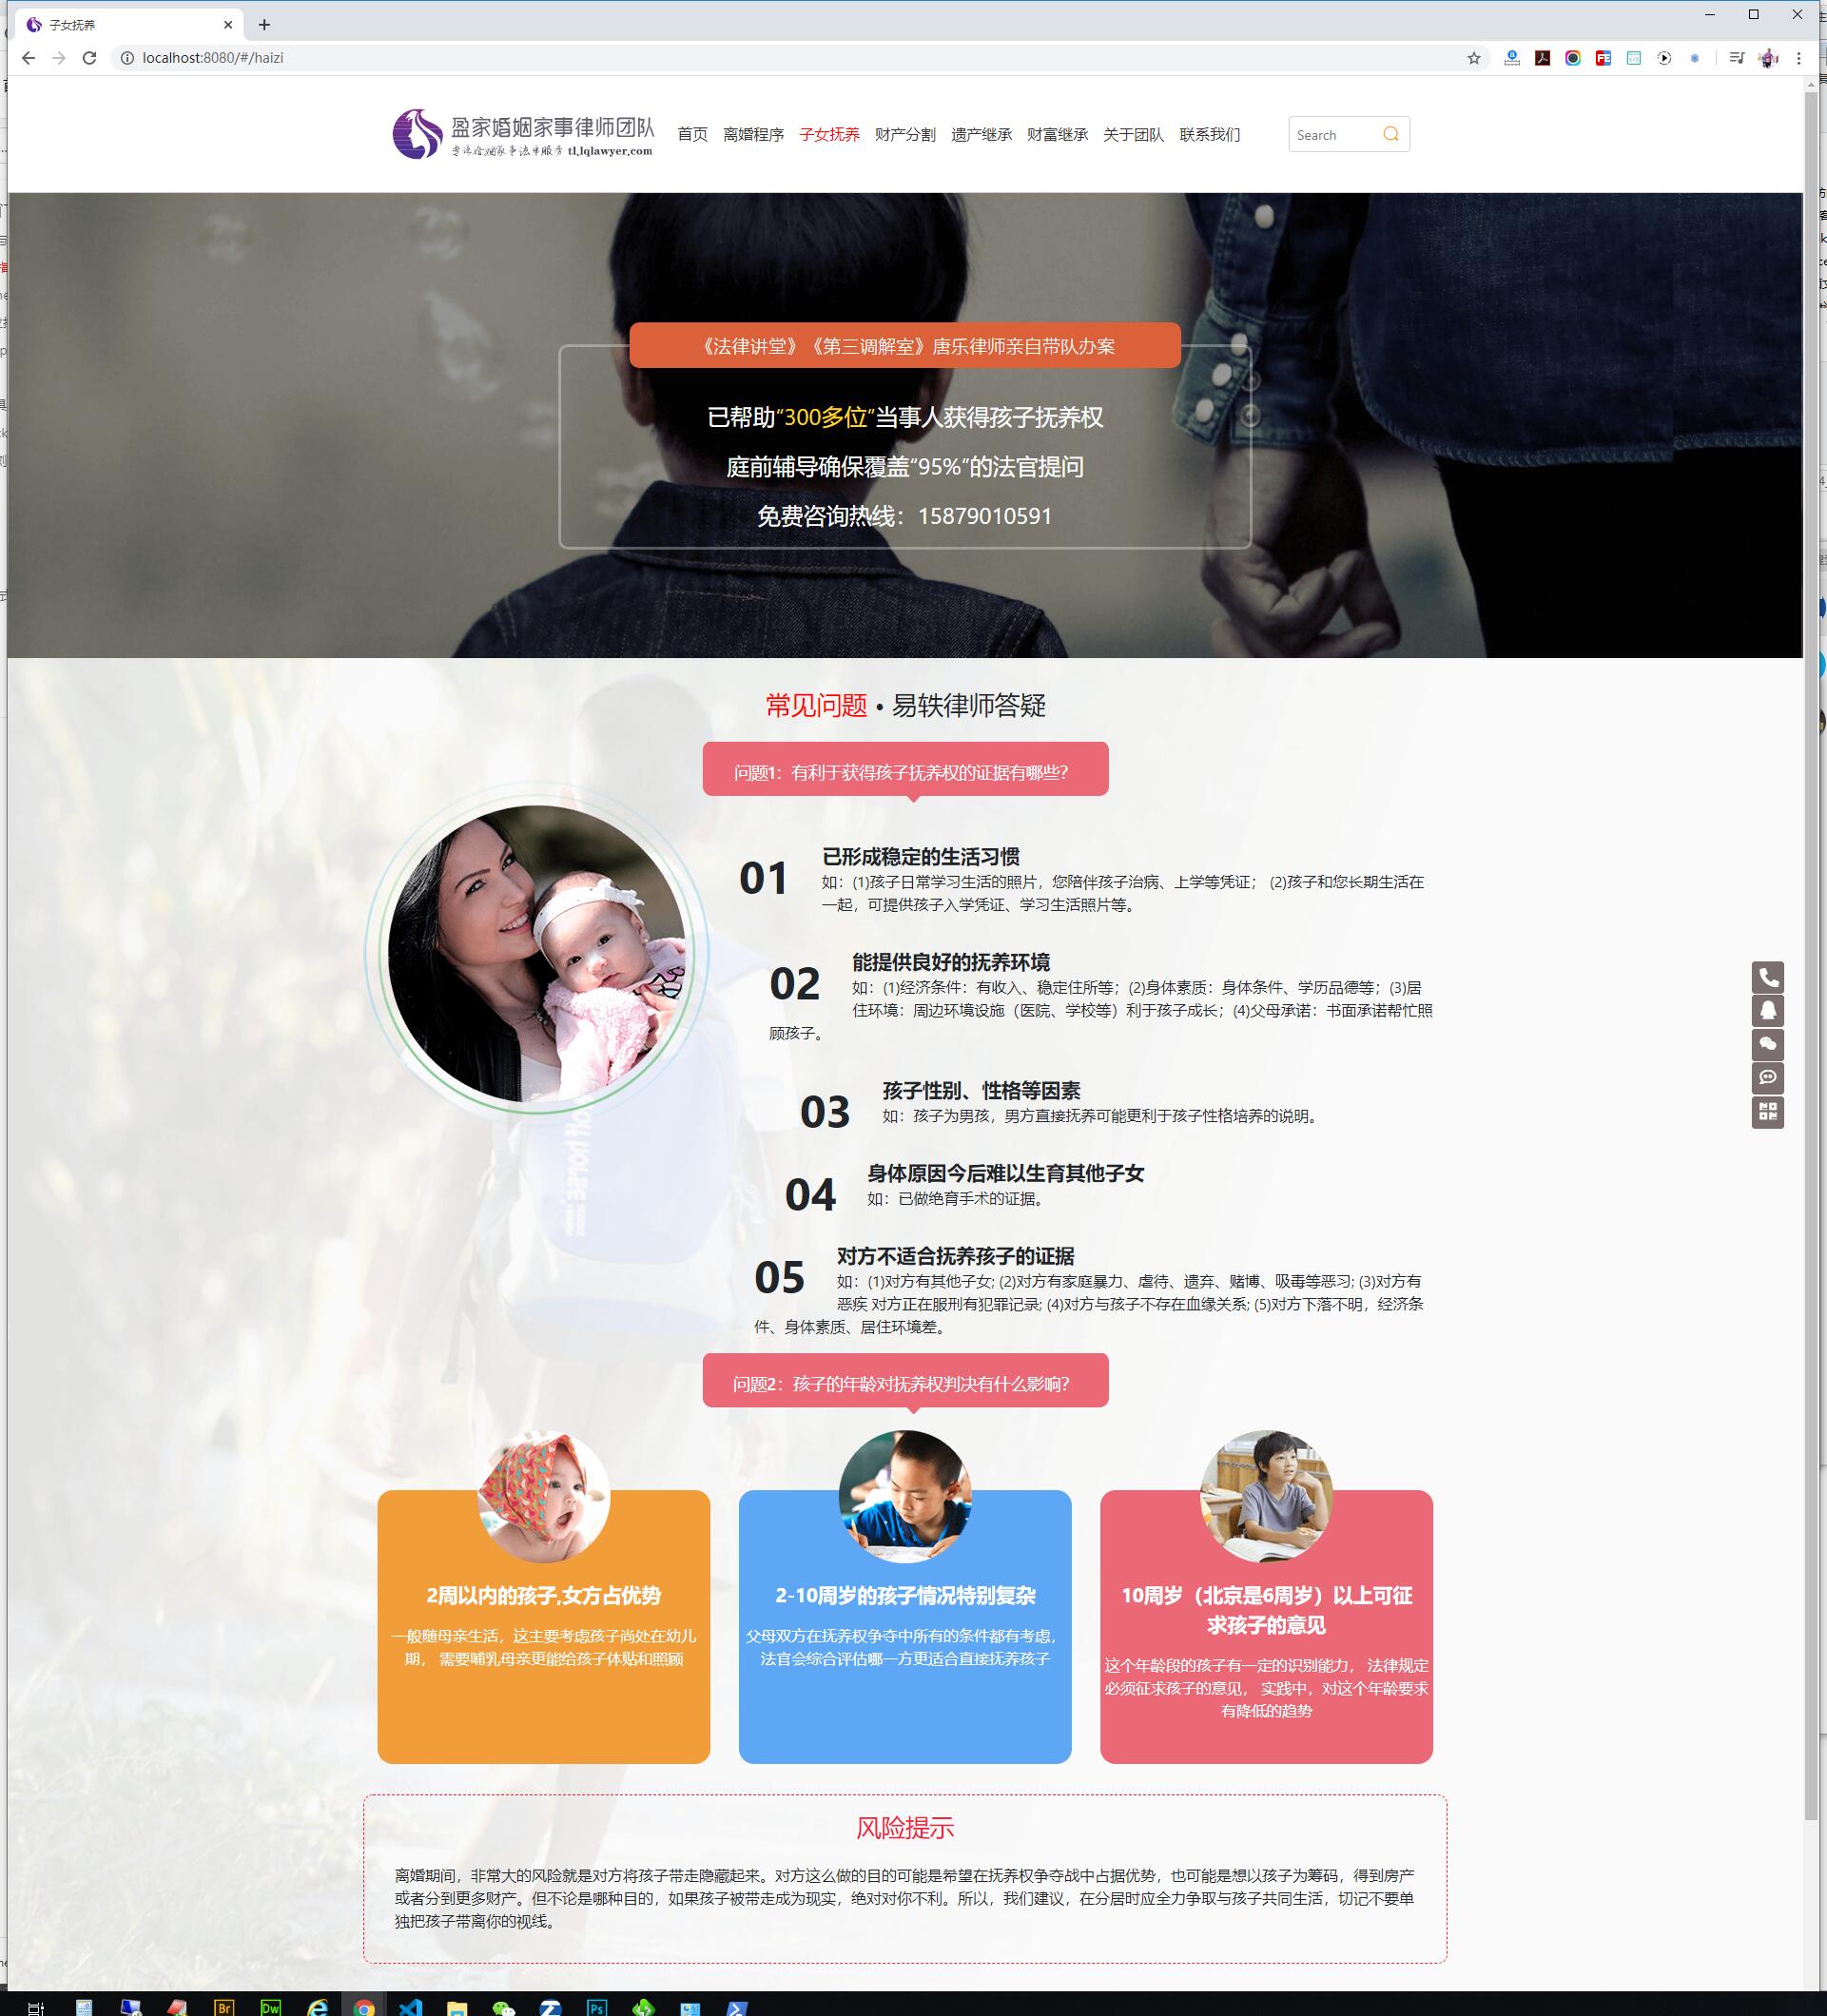 子女抚养
localhost:8080/#/haizi
盈家婚姻家事律师团队
专注婚姻家事法律服务 tl.lqlawyer.com
首页 离婚程序 子女抚养 财产分割 遗产继承 财富继承 关于团队 联系我们
Search
《法律讲堂》《第三调解室》唐乐律师亲自带队办案
已帮助“300多位”当事人获得孩子抚养权
庭前辅导确保覆盖“95%”的法官提问
免费咨询热线：15879010591
常见问题 • 易轶律师答疑
问题1：有利于获得孩子抚养权的证据有哪些？
01
已形成稳定的生活习惯
如：(1)孩子日常学习生活的照片，您陪伴孩子治病、上学等凭证； (2)孩子和您长期生活在
一起，可提供孩子入学凭证、学习生活照片等。
02
能提供良好的抚养环境
如：(1)经济条件：有收入、稳定住所等；(2)身体素质：身体条件、学历品德等；(3)居
住环境：周边环境设施（医院、学校等）利于孩子成长；(4)父母承诺：书面承诺帮忙照
顾孩子。
03
孩子性别、性格等因素
如：孩子为男孩，男方直接抚养可能更利于孩子性格培养的说明。
04
身体原因今后难以生育其他子女
如：已做绝育手术的证据。
05
对方不适合抚养孩子的证据
如：(1)对方有其他子女; (2)对方有家庭暴力、虐待、遗弃、赌博、吸毒等恶习; (3)对方有
恶疾 对方正在服刑有犯罪记录; (4)对方与孩子不存在血缘关系; (5)对方下落不明，经济条
件、身体素质、居住环境差。
问题2：孩子的年龄对抚养权判决有什么影响？
2周以内的孩子,女方占优势
一般随母亲生活，这主要考虑孩子尚处在幼儿
期， 需要哺乳母亲更能给孩子体贴和照顾
2-10周岁的孩子情况特别复杂
父母双方在抚养权争夺中所有的条件都有考虑，
法官会综合评估哪一方更适合直接抚养孩子
10周岁（北京是6周岁）以上可征
求孩子的意见
这个年龄段的孩子有一定的识别能力， 法律规定
必须征求孩子的意见， 实践中，对这个年龄要求
有降低的趋势
风险提示
离婚期间，非常大的风险就是对方将孩子带走隐藏起来。对方这么做的目的可能是希望在抚养权争夺战中占据优势，也可能是想以孩子为筹码，得到房产
或者分到更多财产。但不论是哪种目的，如果孩子被带走成为现实，绝对对你不利。所以，我们建议，在分居时应全力争取与孩子共同生活，切记不要单
独把孩子带离你的视线。
Br
Dw
Ps